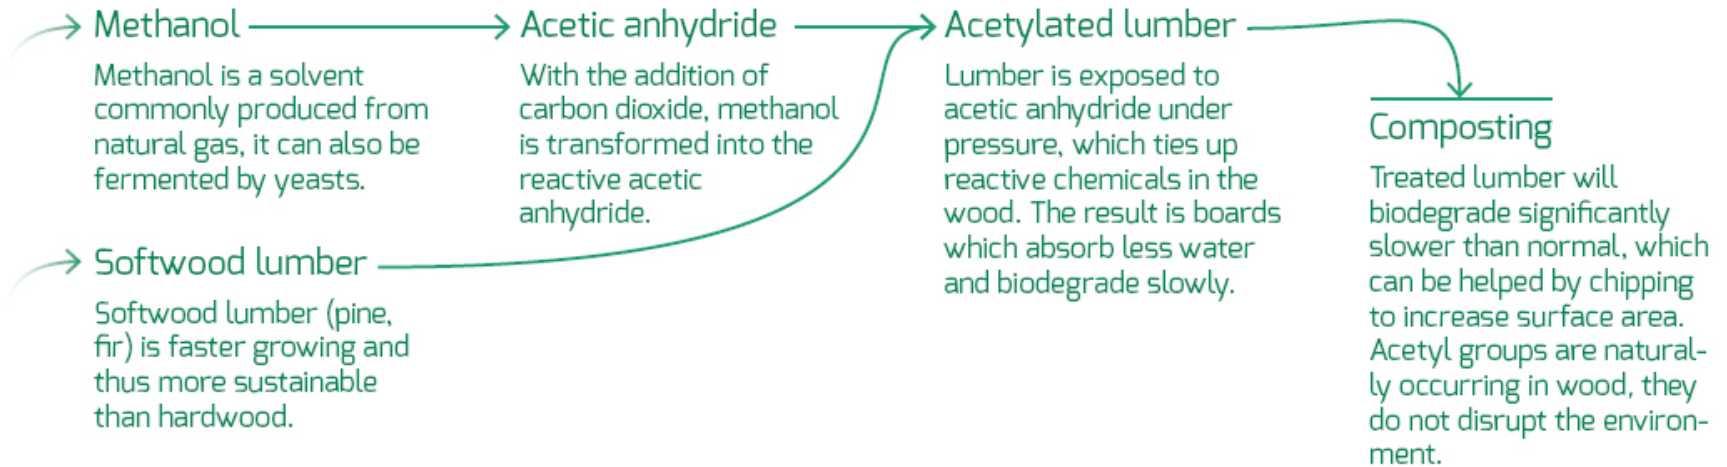 Methanol
Methanol is a solvent
commonly produced from
natural gas, it can also be
fermented by yeasts.
Softwood lumber
Softwood lumber (pine,
fir) is faster growing and
thus more sustainable
than hardwood.
Acetic anhydride
With the addition of
carbon dioxide, methanol
is transformed into the
reactive acetic
anhydride.
Acetylated lumber
Lumber is exposed to
acetic anhydride under
pressure, which ties up
reactive chemicals in the
wood. The result is boards
which absorb less water
and biodegrade slowly.
Composting
Treated lumber will
biodegrade significantly
slower than normal, which
can be helped by chipping
to increase surface area.
Acetyl groups are natural-
ly occurring in wood, they
do not disrupt the environ-
ment.